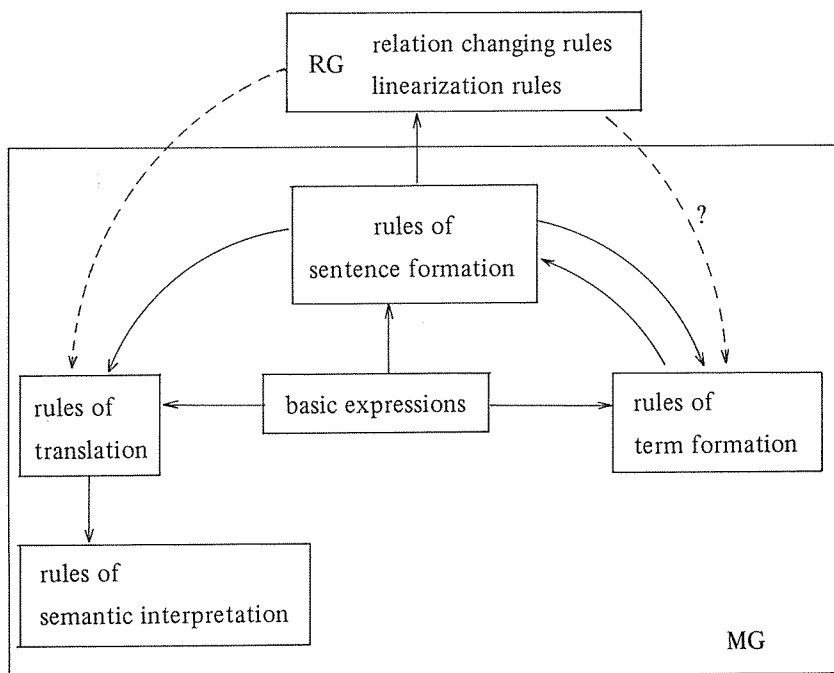 RG relation changing rules
linearization rules
?
rules of
sentence formation
rules of
translation
basic expressions
rules of
term formation
rules of
semantic interpretation
MG